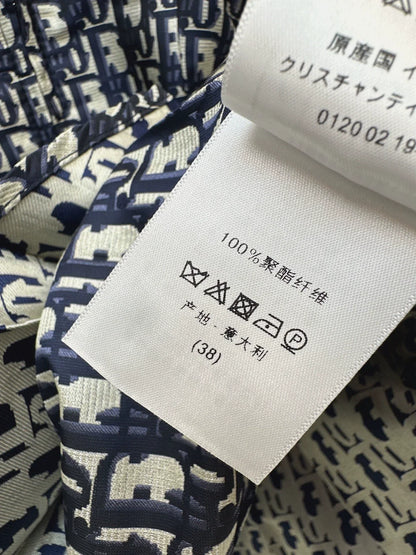 原産国 イ
クリスチャンディ
0120 02 19
100%聚酯纤维
产地-意大利
(38)